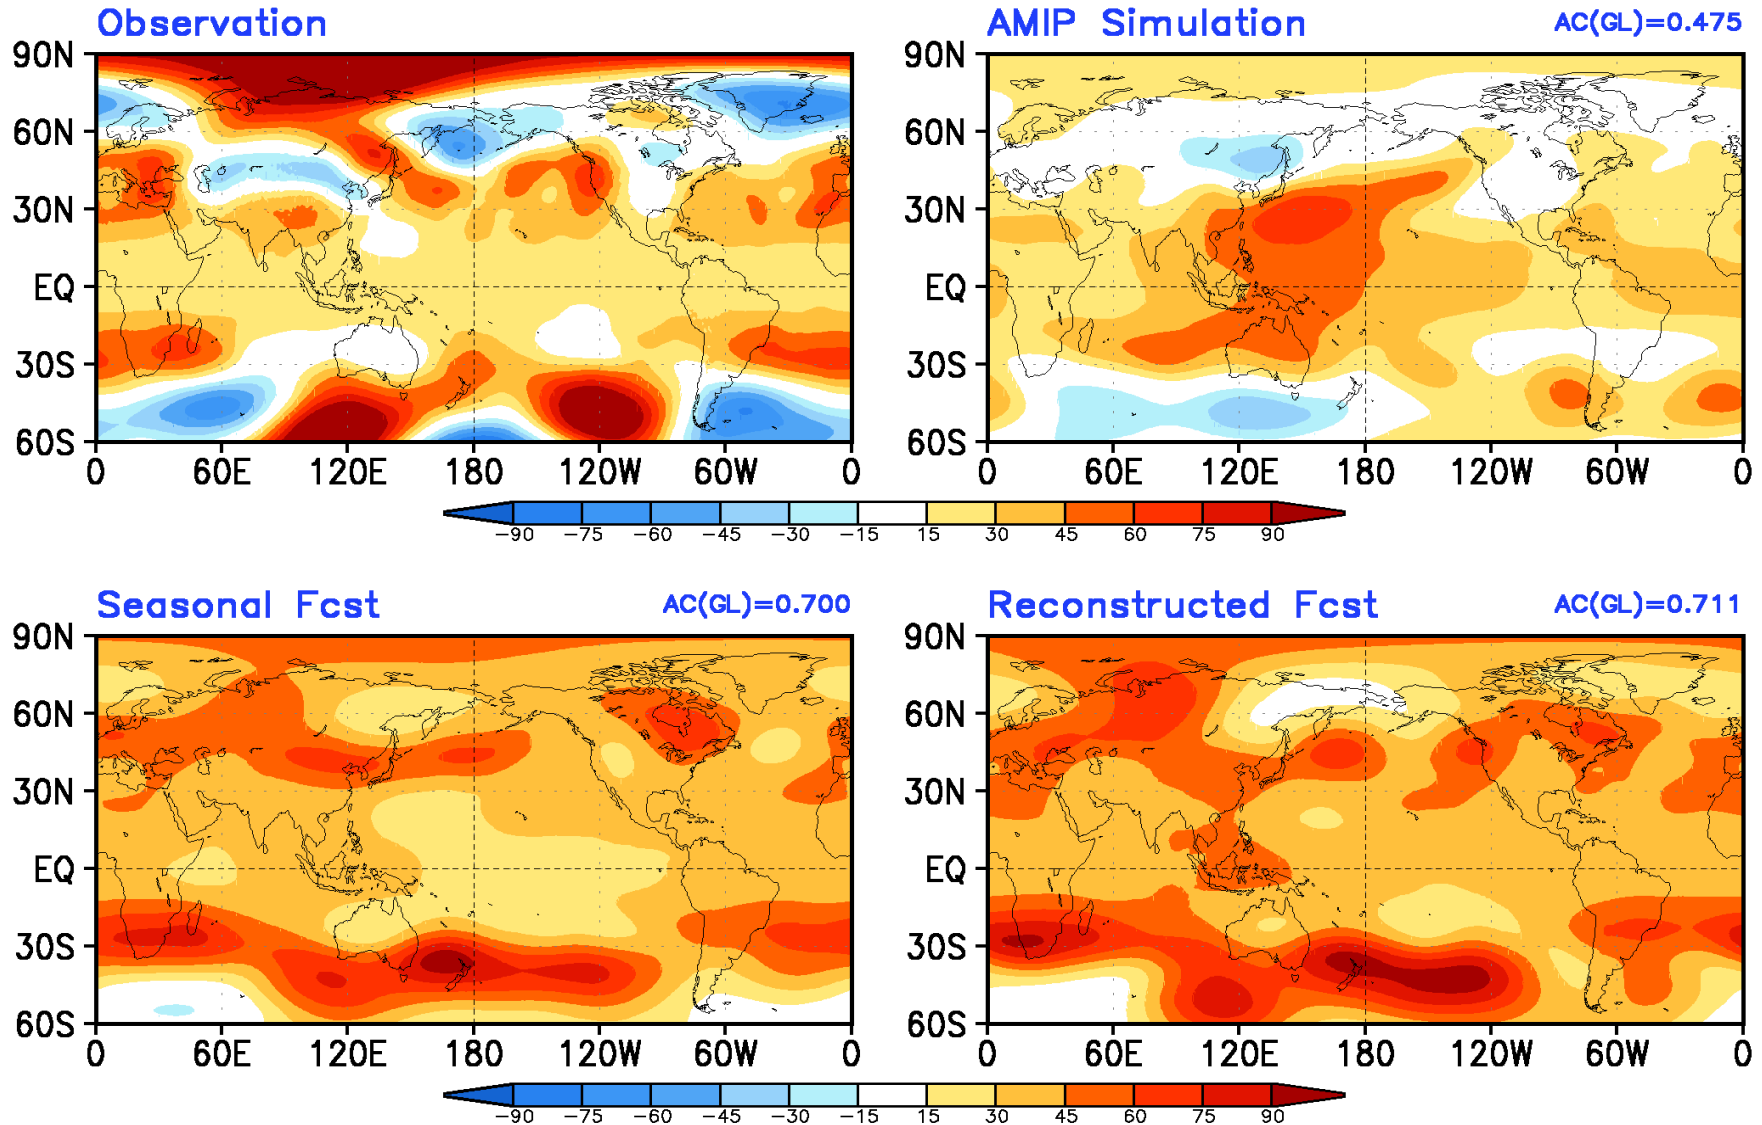 Observation
AMIP Simulation AC(GL)=0.475
90N
60N
30N
EQ
30S
60S
0 60E 120E 180 120W 60W 0
90N
60N
30N
EQ
30S
60S
0 60E 120E 180 120W 60W 0
−90 −75 −60 −45 −30 −15 15 30 45 60 75 90
Seasonal Fcst AC(GL)=0.700
Reconstructed Fcst AC(GL)=0.711
90N
60N
30N
EQ
30S
60S
0 60E 120E 180 120W 60W 0
90N
60N
30N
EQ
30S
60S
0 60E 120E 180 120W 60W 0
−90 −75 −60 −45 −30 −15 15 30 45 60 75 90